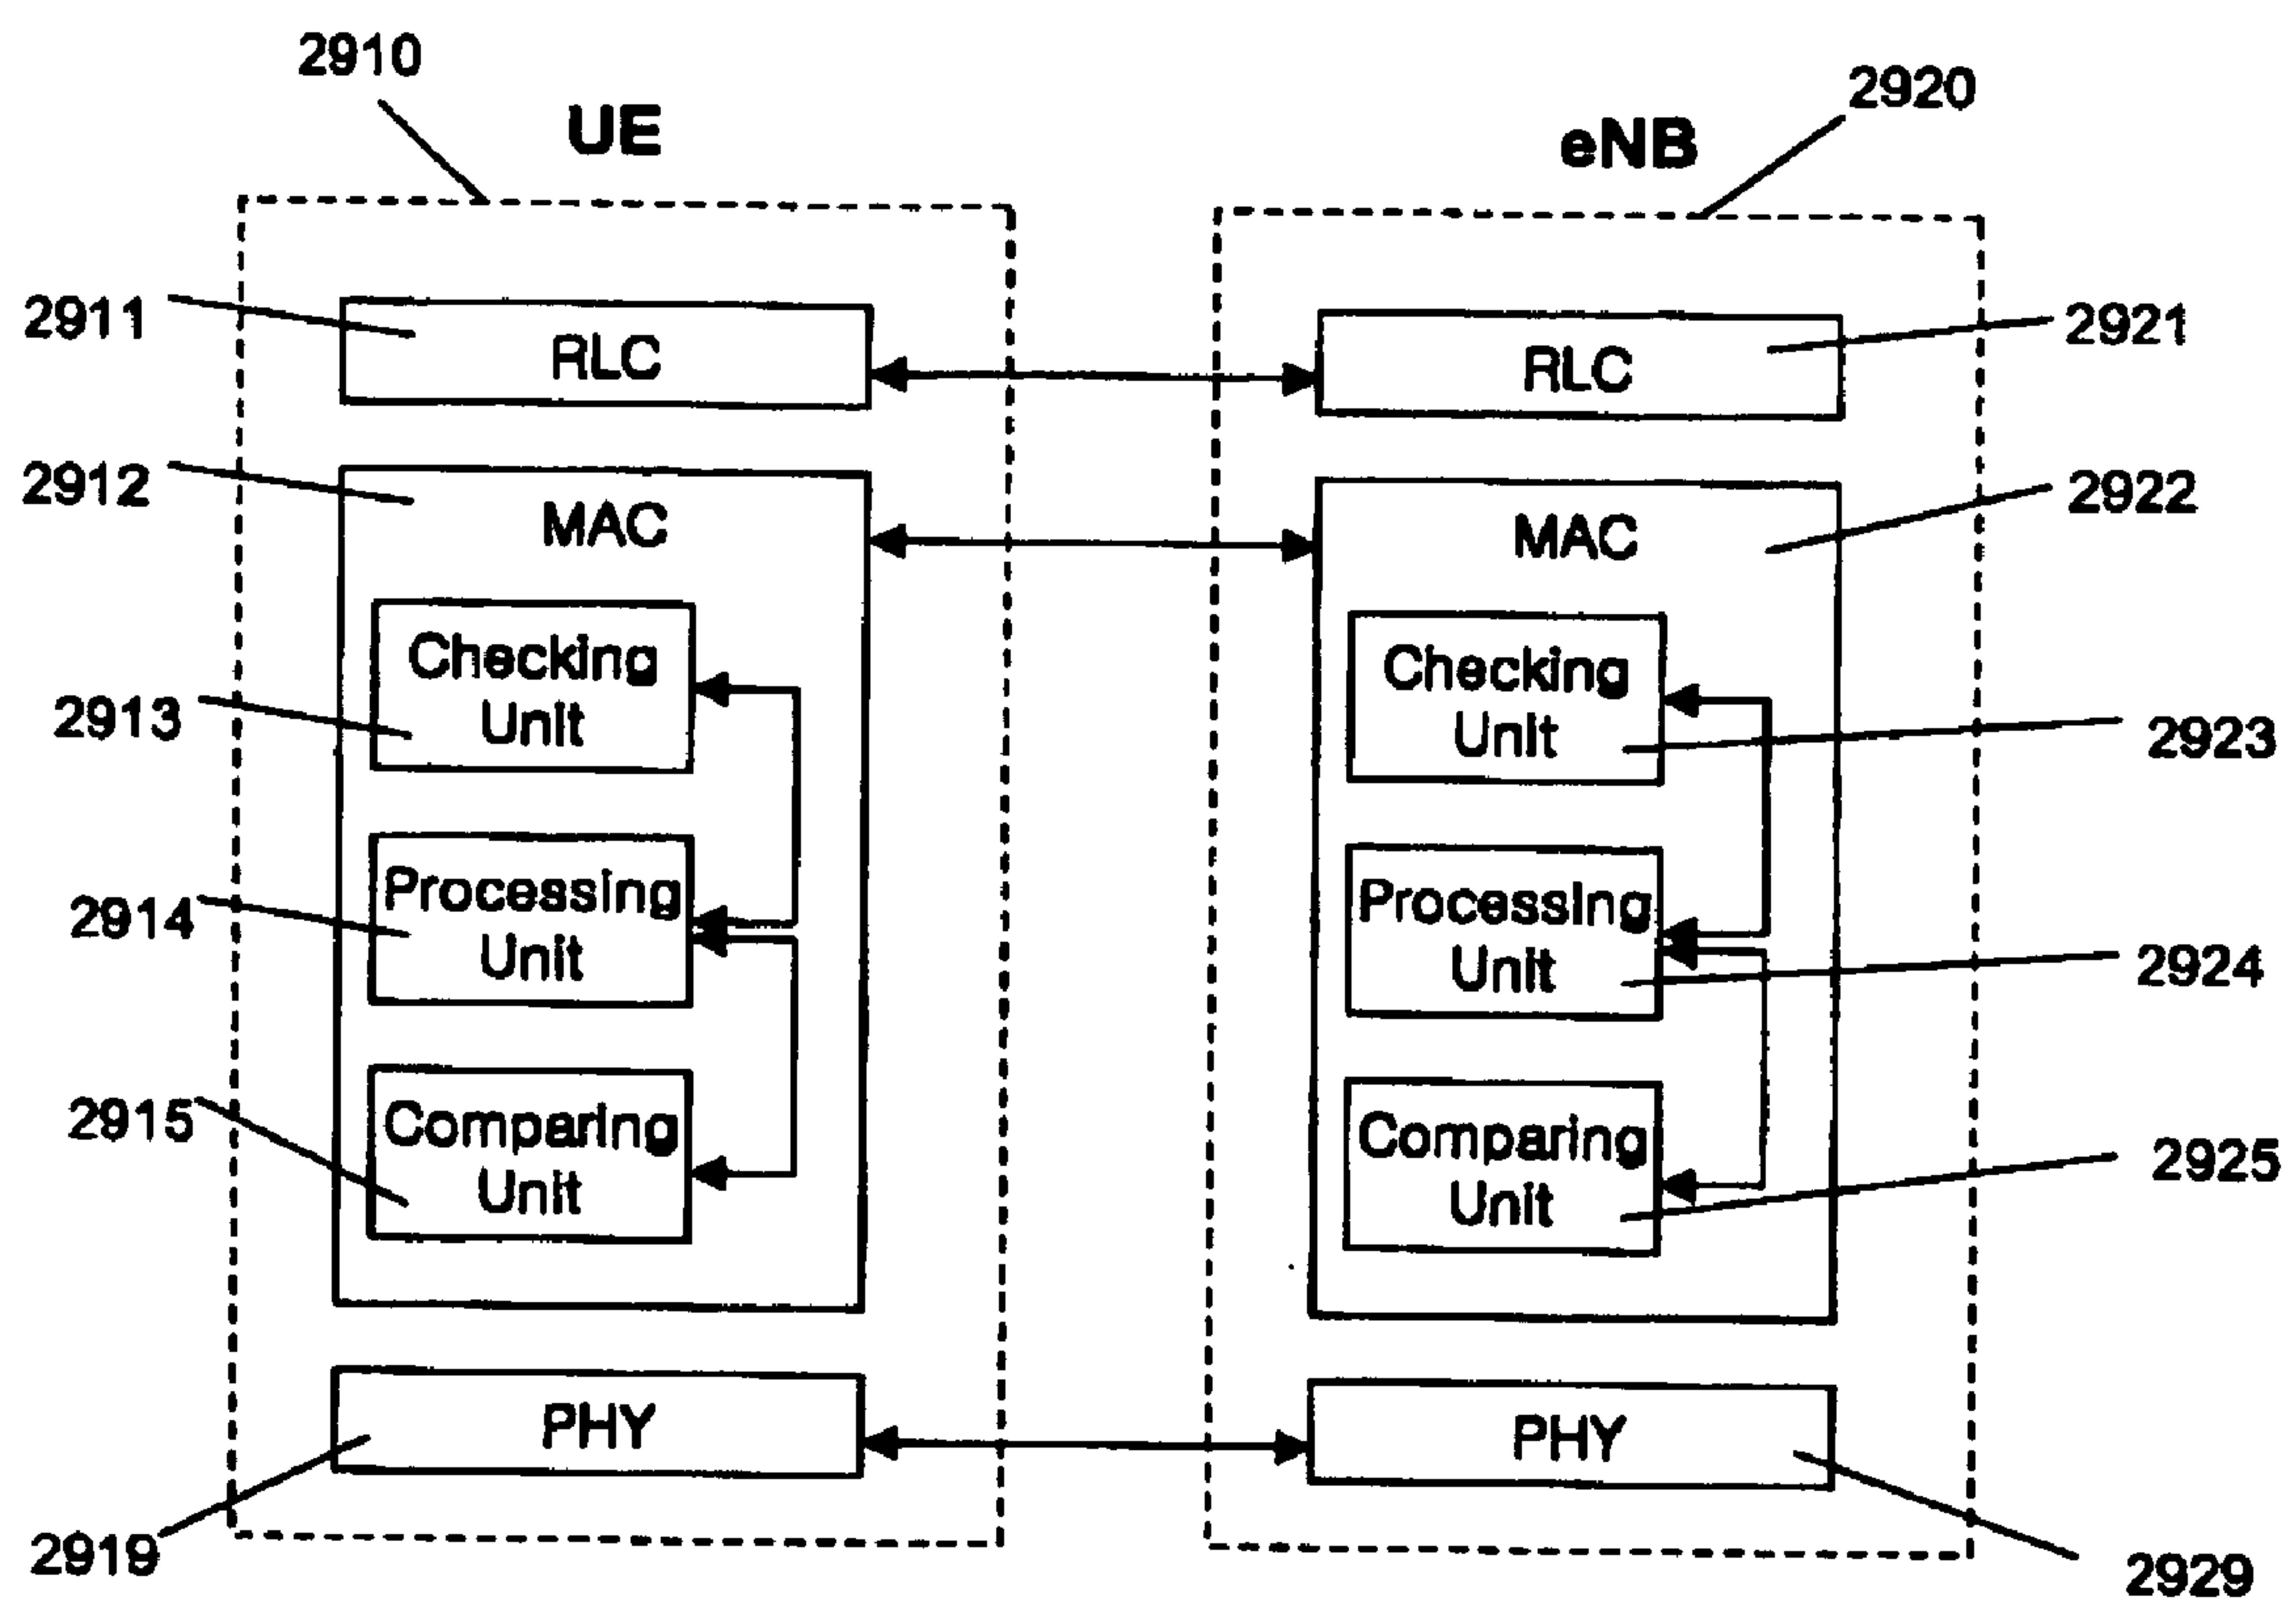 2910
UE
2920
eNB
2911
RLC
RLC
2921
2912
MAC
MAC
2922
Checking
Unit
2913
Checking
Unit
2923
Processing
Unit
2914
Processing
Unit
2924
Comparing
Unit
2915
Comparing
Unit
2925
PHY
PHY
2919
2929